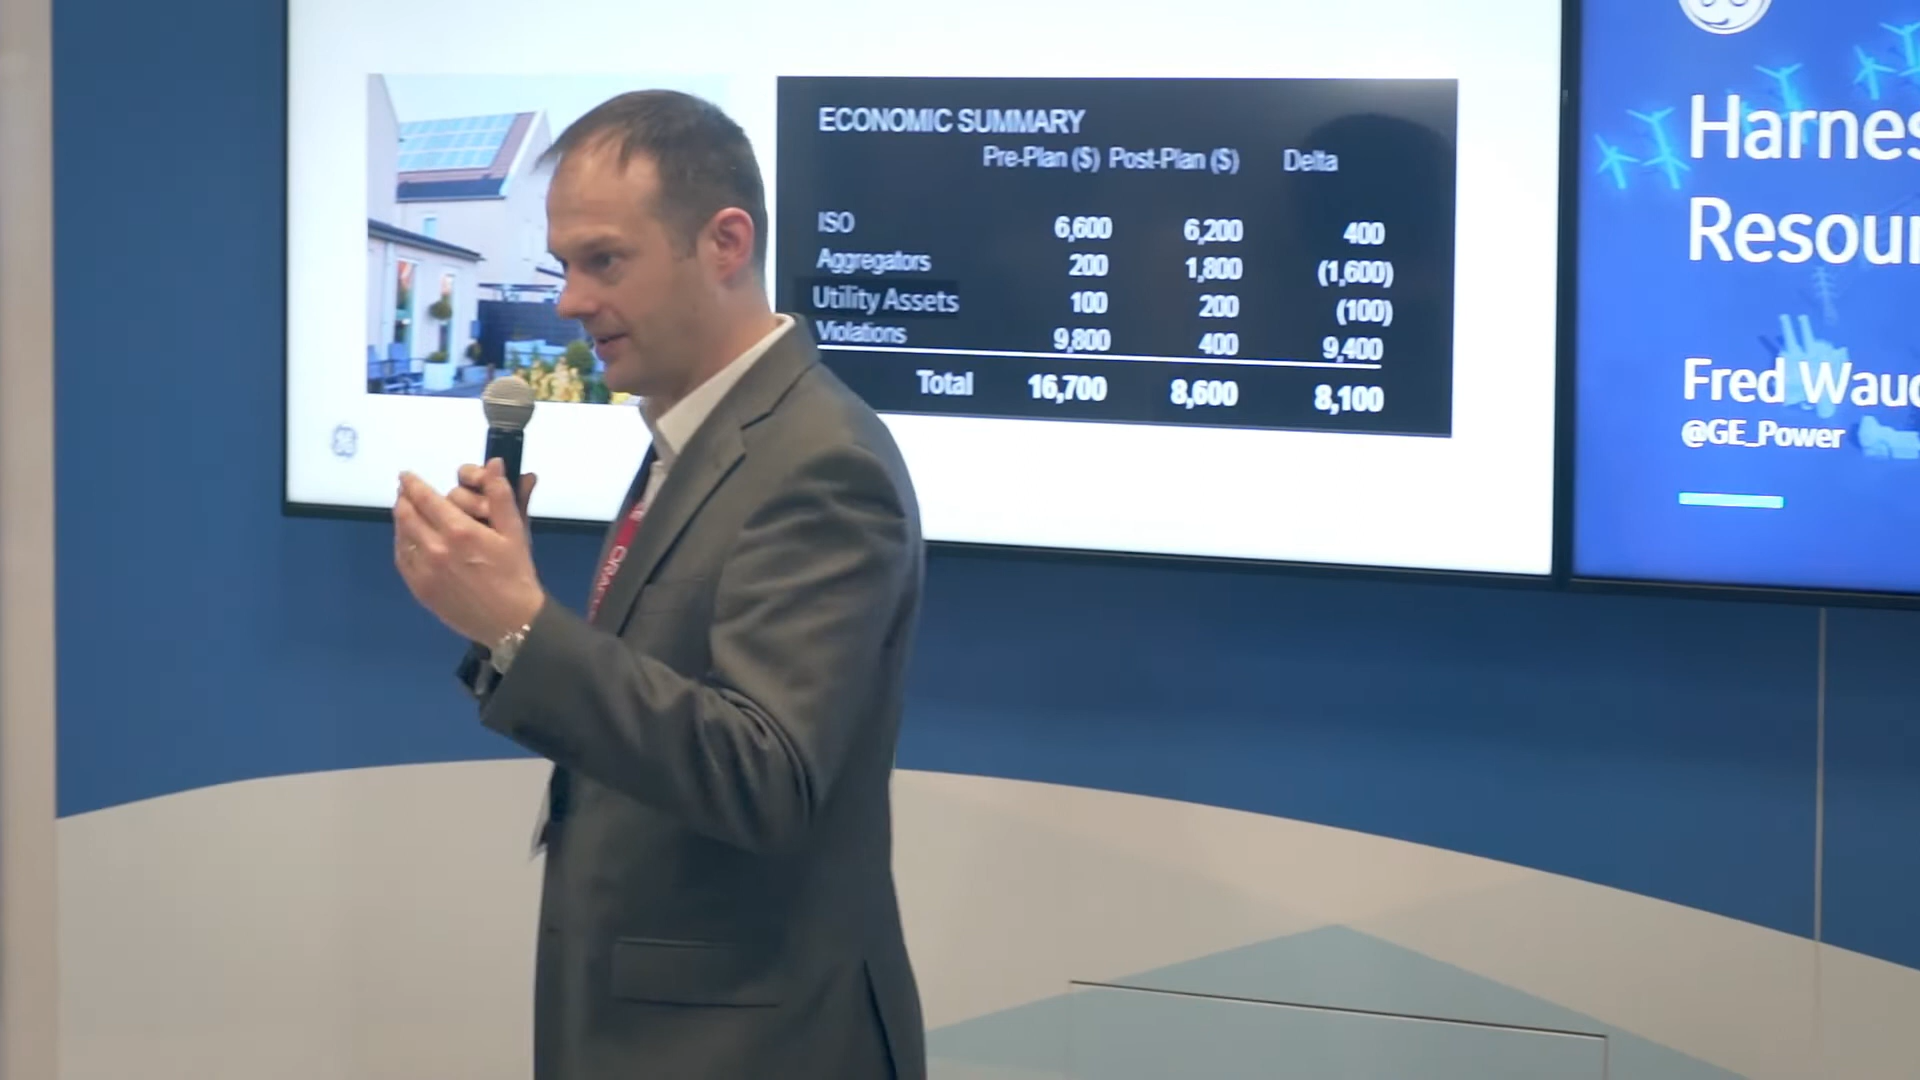 ECONOMIC SUMMARY
Pre-Plan ($) Post-Plan ($) Delta
ISO 6,600 6,200 400
Aggregators 200 1,800 (1,600)
Utility Assets 100 200 (100)
Violations 9,800 400 9,400
Total 16,700 8,600 8,100
Harnes
Resour
Fred Wau
@GE_Power
ORA